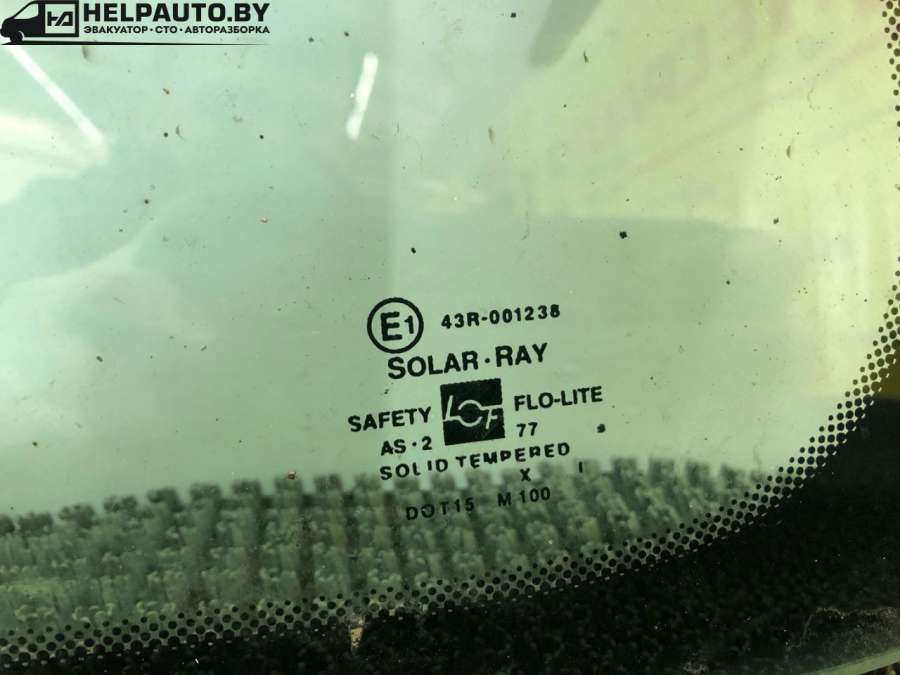 HELPAUTO.BY
ЭВАКУАТОР • СТО • АВТОРАЗБОРКА
E1 43R-001238
SOLAR·RAY
SAFETY LOF FLO-LITE
AS·2 77
SOLID TEMPERED
X I
DOT15 M100